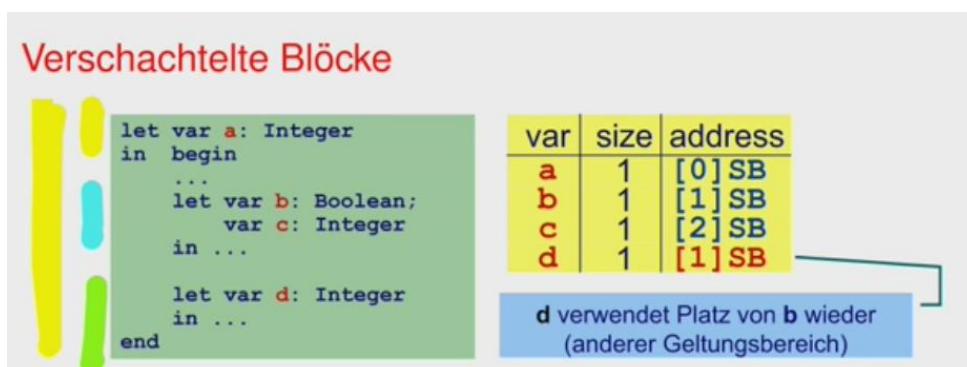 Verschachtelte Blöcke
let var a: Integer
in begin
...
let var b: Boolean;
var c: Integer
in ...
let var d: Integer
in ...
end
var size address
a 1 [0]SB
b 1 [1]SB
c 1 [2]SB
d 1 [1]SB
d verwendet Platz von b wieder
(anderer Geltungsbereich)